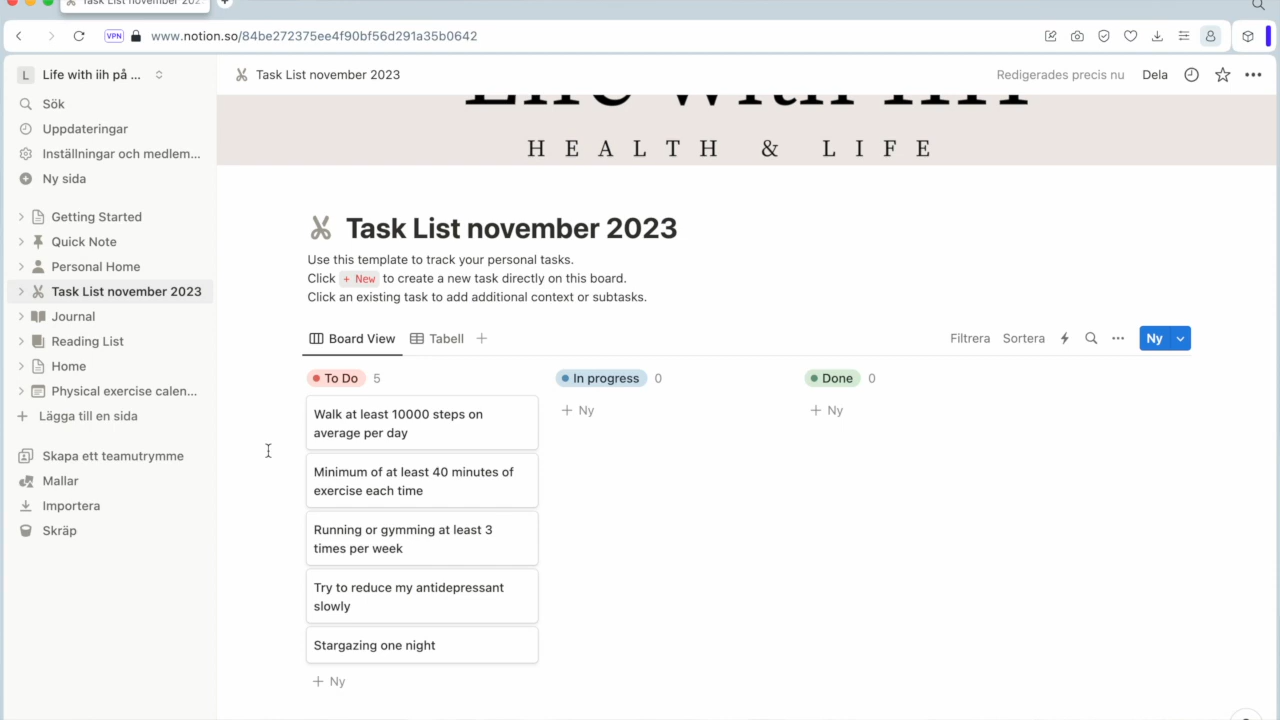 Task List november 202
VPN
www.notion.so/84be272375ee4f90bf56d291a35b0642
L Life with iih på ...
Sök
Uppdateringar
Inställningar och medlem...
Ny sida
Getting Started
Quick Note
Personal Home
Task List november 2023
Journal
Reading List
Home
Physical exercise calen...
Lägga till en sida
Skapa ett teamutrymme
Mallar
Importera
Skräp
Task List november 2023
Redigerades precis nu
Dela
Life with iiH
HEALTH & LIFE
Task List november 2023
Use this template to track your personal tasks.
Click + New to create a new task directly on this board.
Click an existing task to add additional context or subtasks.
Board View
Tabell
Filtrera
Sortera
Ny
To Do 5
Walk at least 10000 steps on
average per day
Minimum of at least 40 minutes of
exercise each time
Running or gymming at least 3
times per week
Try to reduce my antidepressant
slowly
Stargazing one night
+ Ny
In progress 0
+ Ny
Done 0
+ Ny